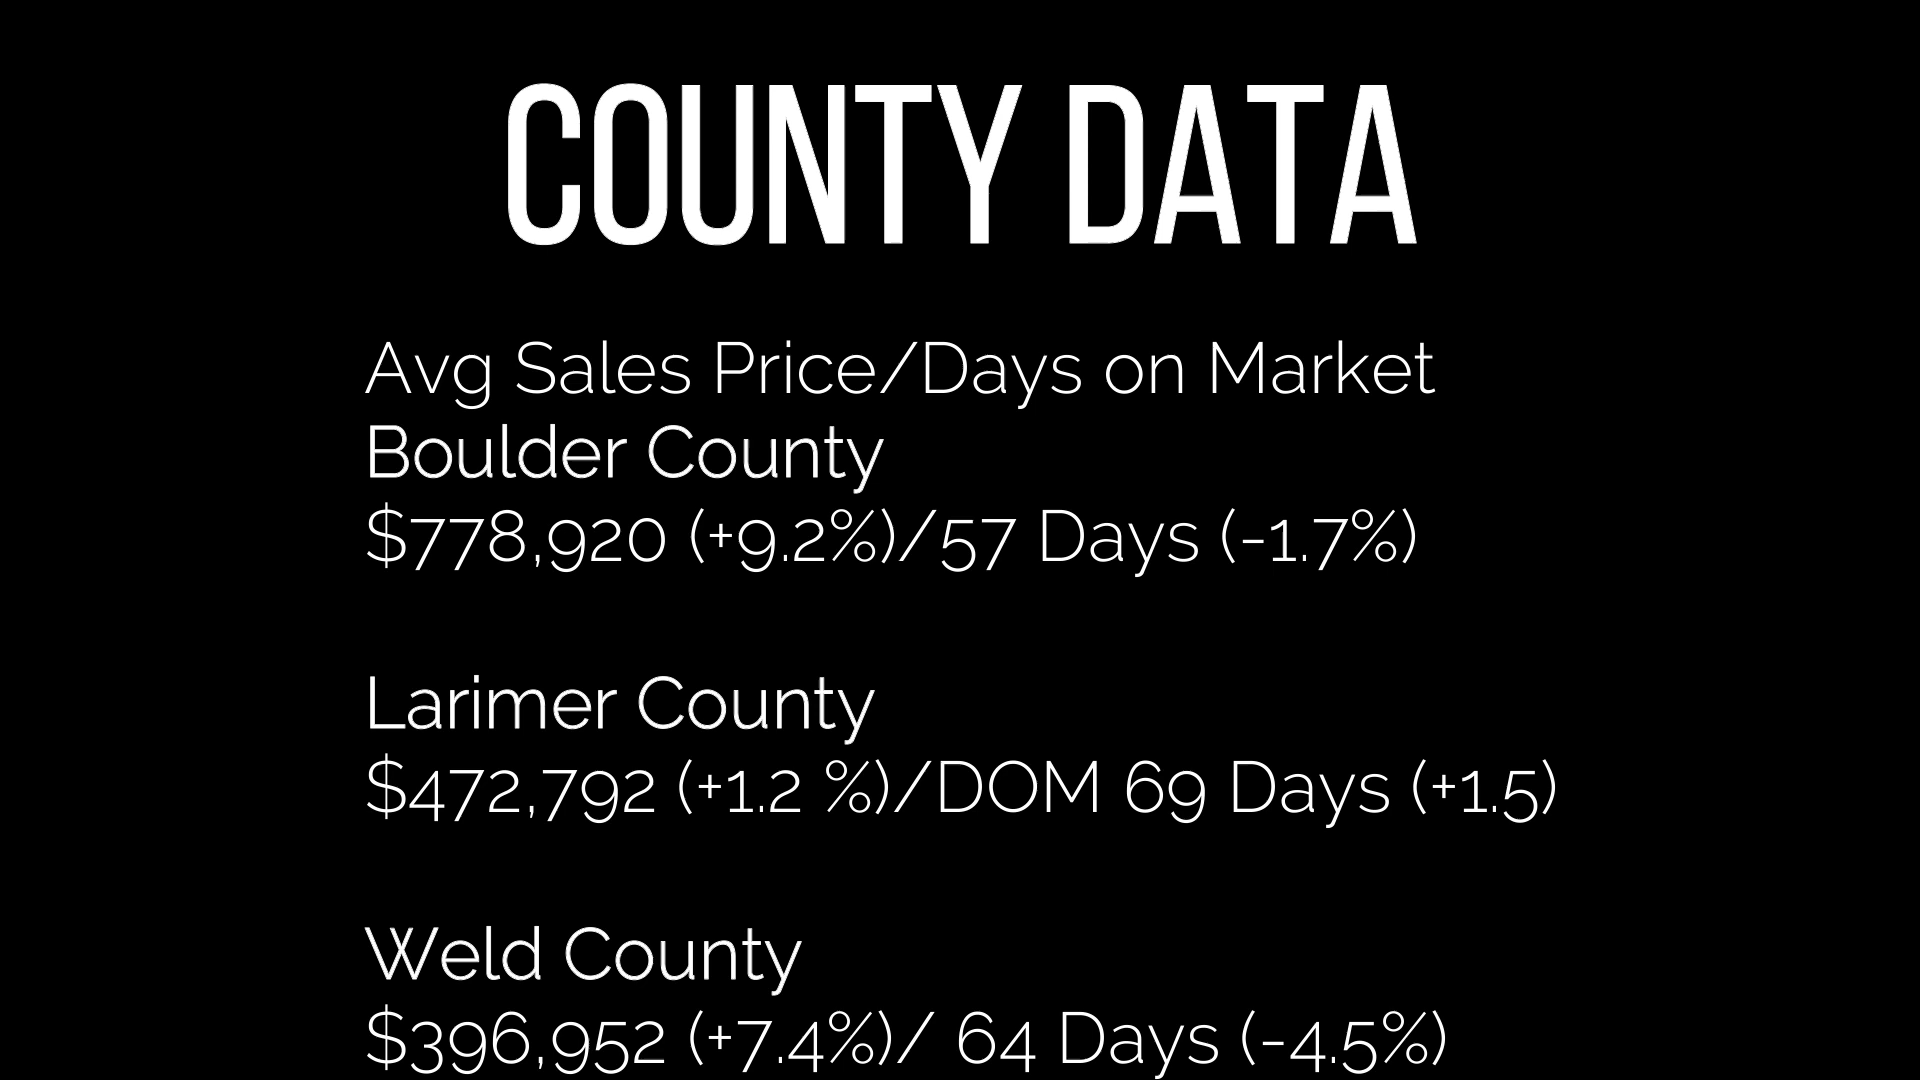 COUNTY DATA
Avg Sales Price/Days on Market
Boulder County
$778,920 (+9.2%)/57 Days (-1.7%)
Larimer County
$472,792 (+1.2 %)/DOM 69 Days (+1.5)
Weld County
$396,952 (+7.4%)/ 64 Days (-4.5%)